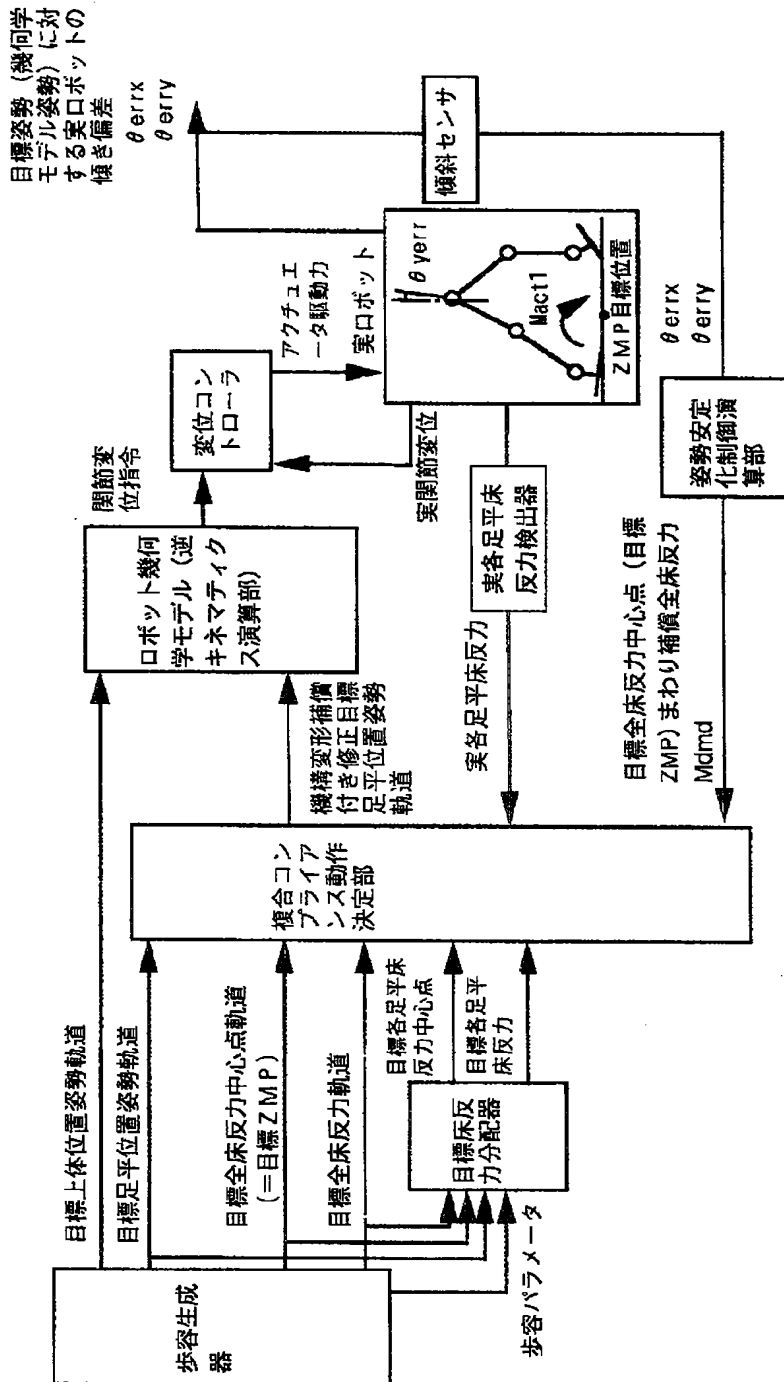 歩容生成
器
目標上体位置姿勢軌道
目標足平位置姿勢軌道
目標全床反力中心点軌道
(=目標ZMP)
目標全床反力軌道
歩容パラメータ
目標床反
力分配器
目標各足平床
反力中心点
目標各足平
床反力
複合コン
プライア
ンス動作
決定部
機構変形補償
付き修正目標
足平位置姿勢
軌道
ロボット幾何
学モデル(逆
キネマティク
ス演算部)
関節変
位指令
変位コン
トローラ
アクチュエ
ータ駆動力
実関節変位
実ロボット
θyerr
Mact1
ZMP目標位置
実各足平床
反力検出器
実各足平床反力
目標姿勢(幾何学
モデル姿勢)に対
する実ロボットの
傾き偏差
θerrx
θerry
傾斜センサ
θerrx
θerry
姿勢安定
化制御演
算部
目標全床反力中心点(目標
ZMP)まわり補償全床反力
Mdmd